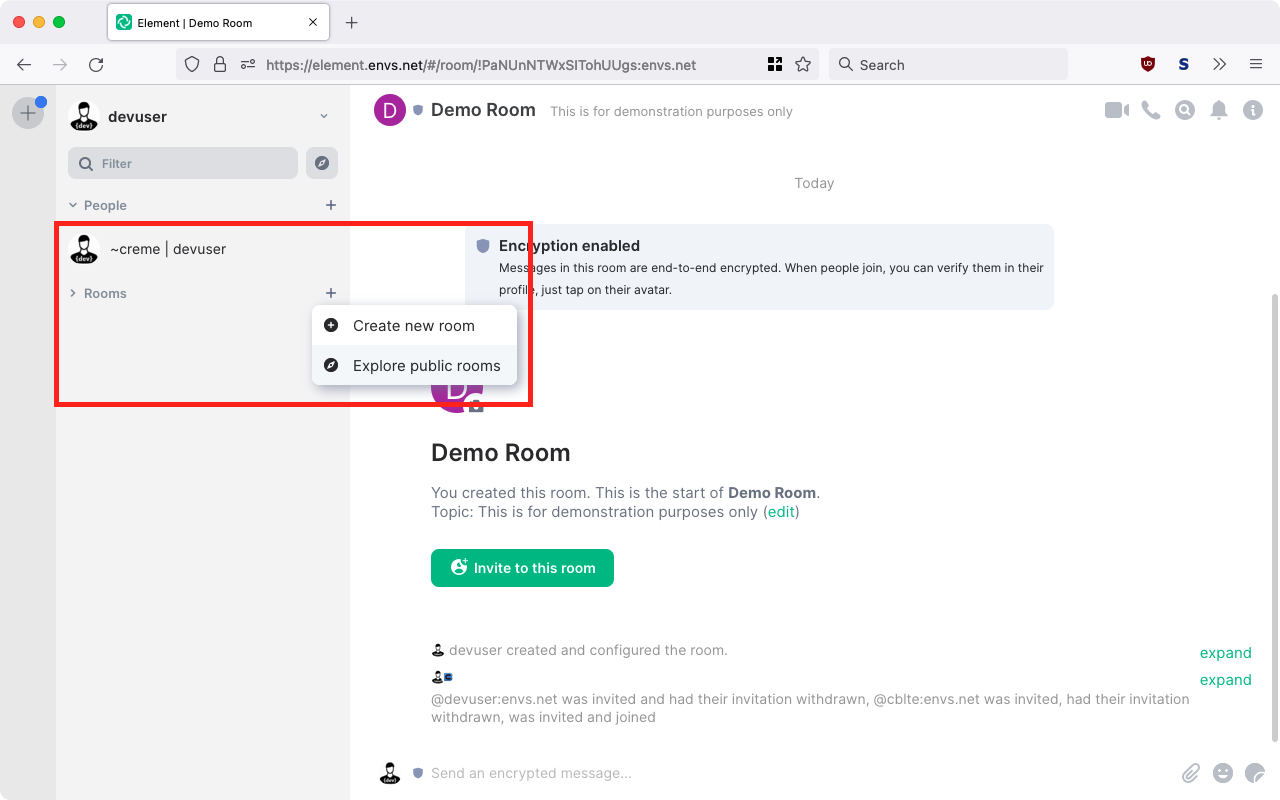 Element | Demo Room
https://element.envs.net/#/room/!PaNUnNTWxSITohUUgs:envs.net
Search
devuser
Filter
People
~creme | devuser
Rooms
Create new room
Explore public rooms
D
Demo Room
This is for demonstration purposes only
Today
Encryption enabled
Messages in this room are end-to-end encrypted. When people join, you can verify them in their
profile, just tap on their avatar.
D
Demo Room
You created this room. This is the start of Demo Room.
Topic: This is for demonstration purposes only (edit)
Invite to this room
devuser created and configured the room.
expand
expand
@devuser:envs.net was invited and had their invitation withdrawn, @cblte:envs.net was invited, had their invitation
withdrawn, was invited and joined
Send an encrypted message...